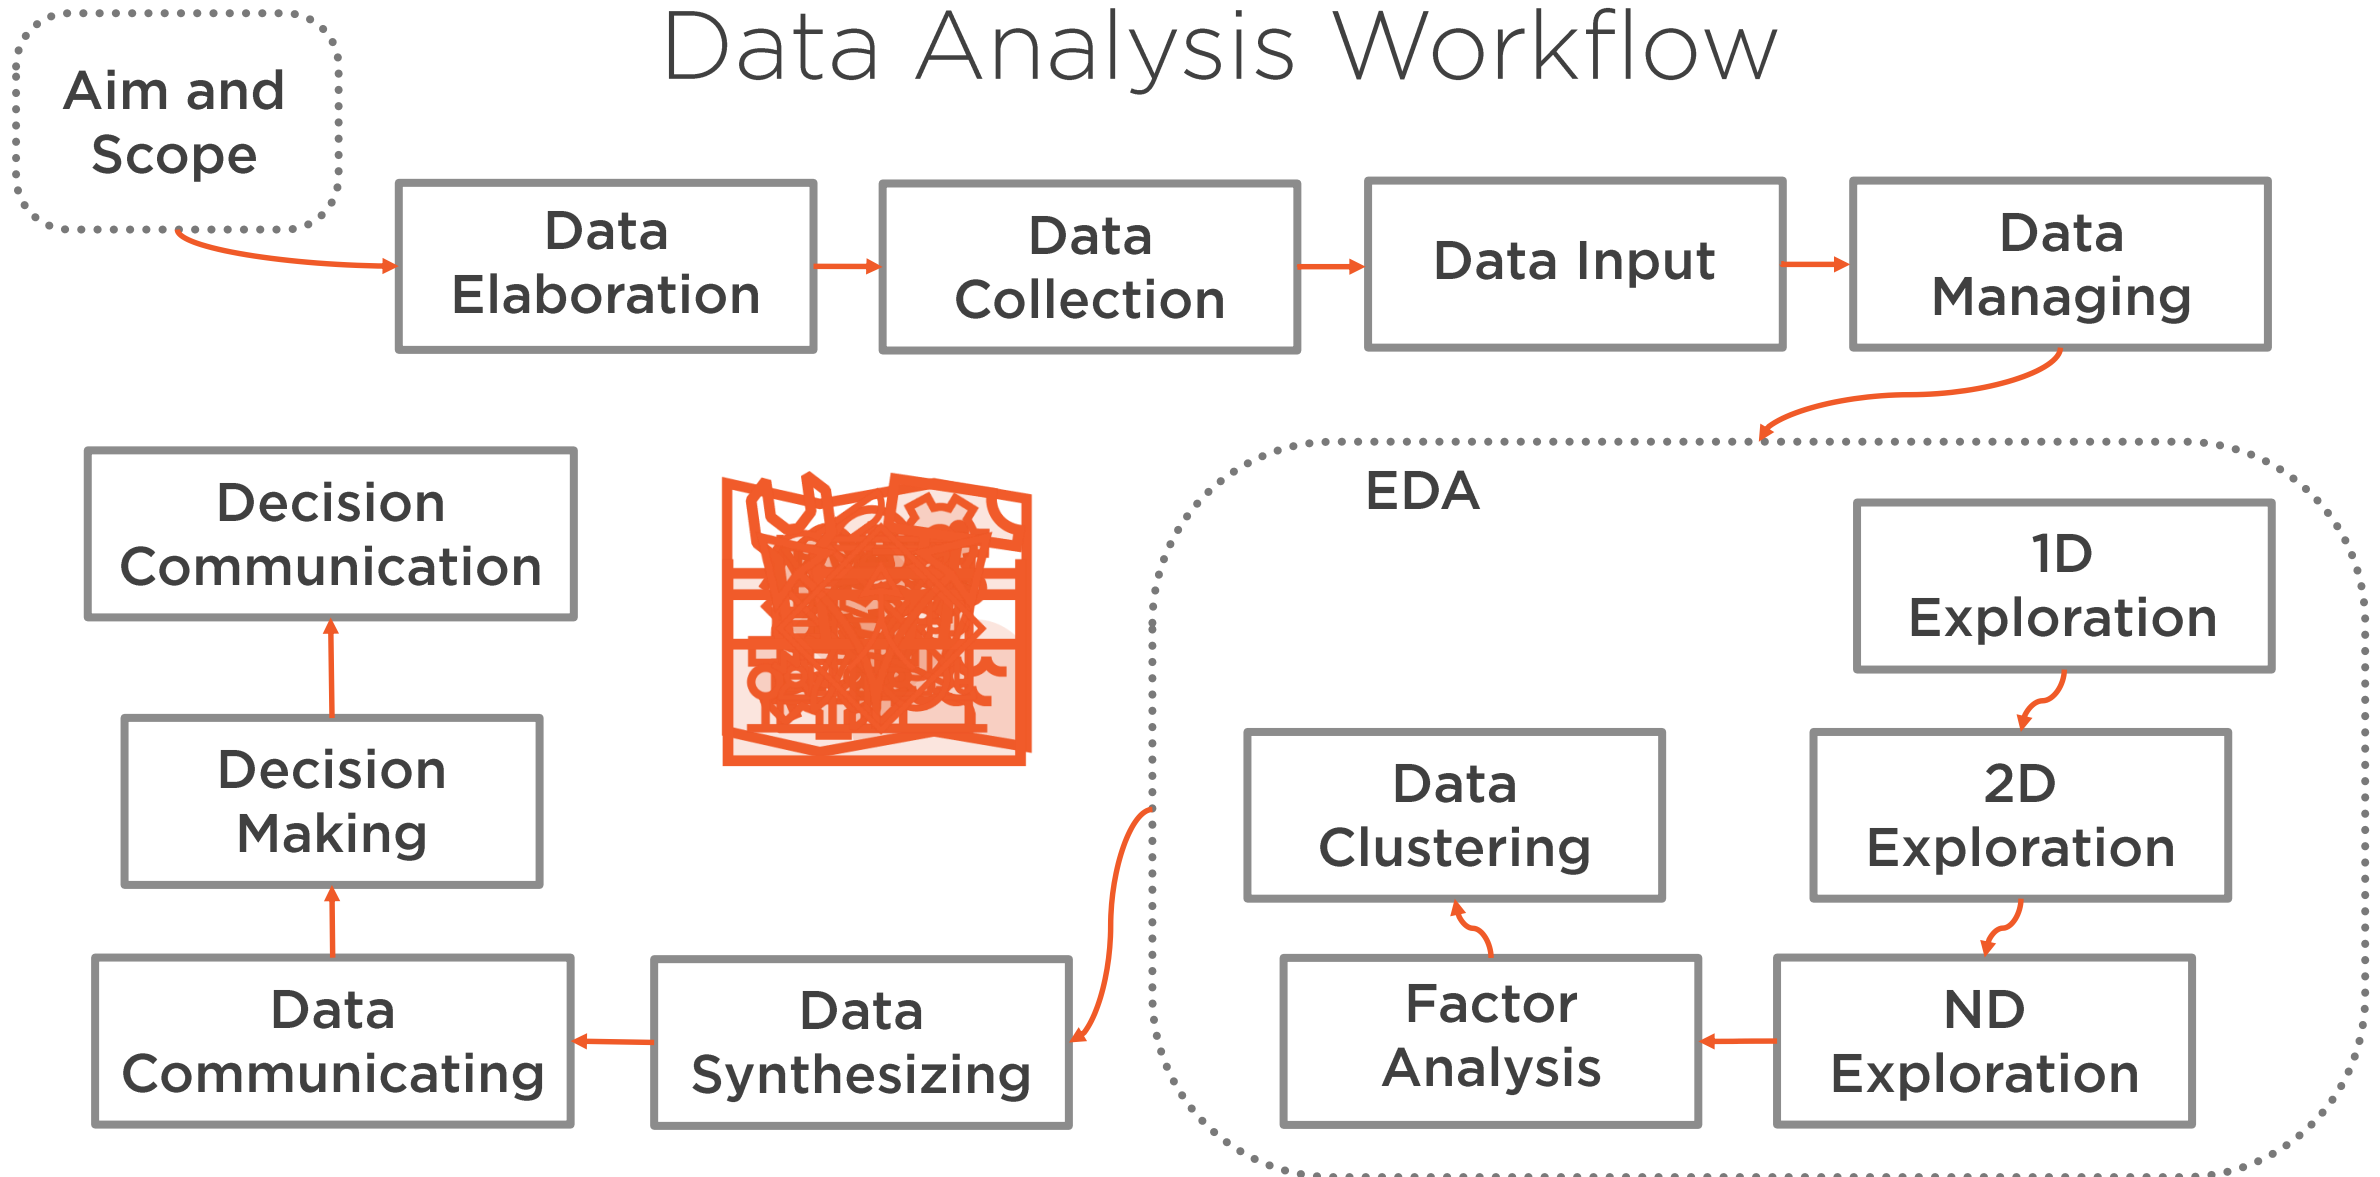 Data Analysis Workflow
Aim and
Scope
Data
Elaboration
Data
Collection
Data Input
Data
Managing
EDA
1D
Exploration
2D
Exploration
ND
Exploration
Factor
Analysis
Data
Clustering
Data
Synthesizing
Data
Communicating
Decision
Making
Decision
Communication